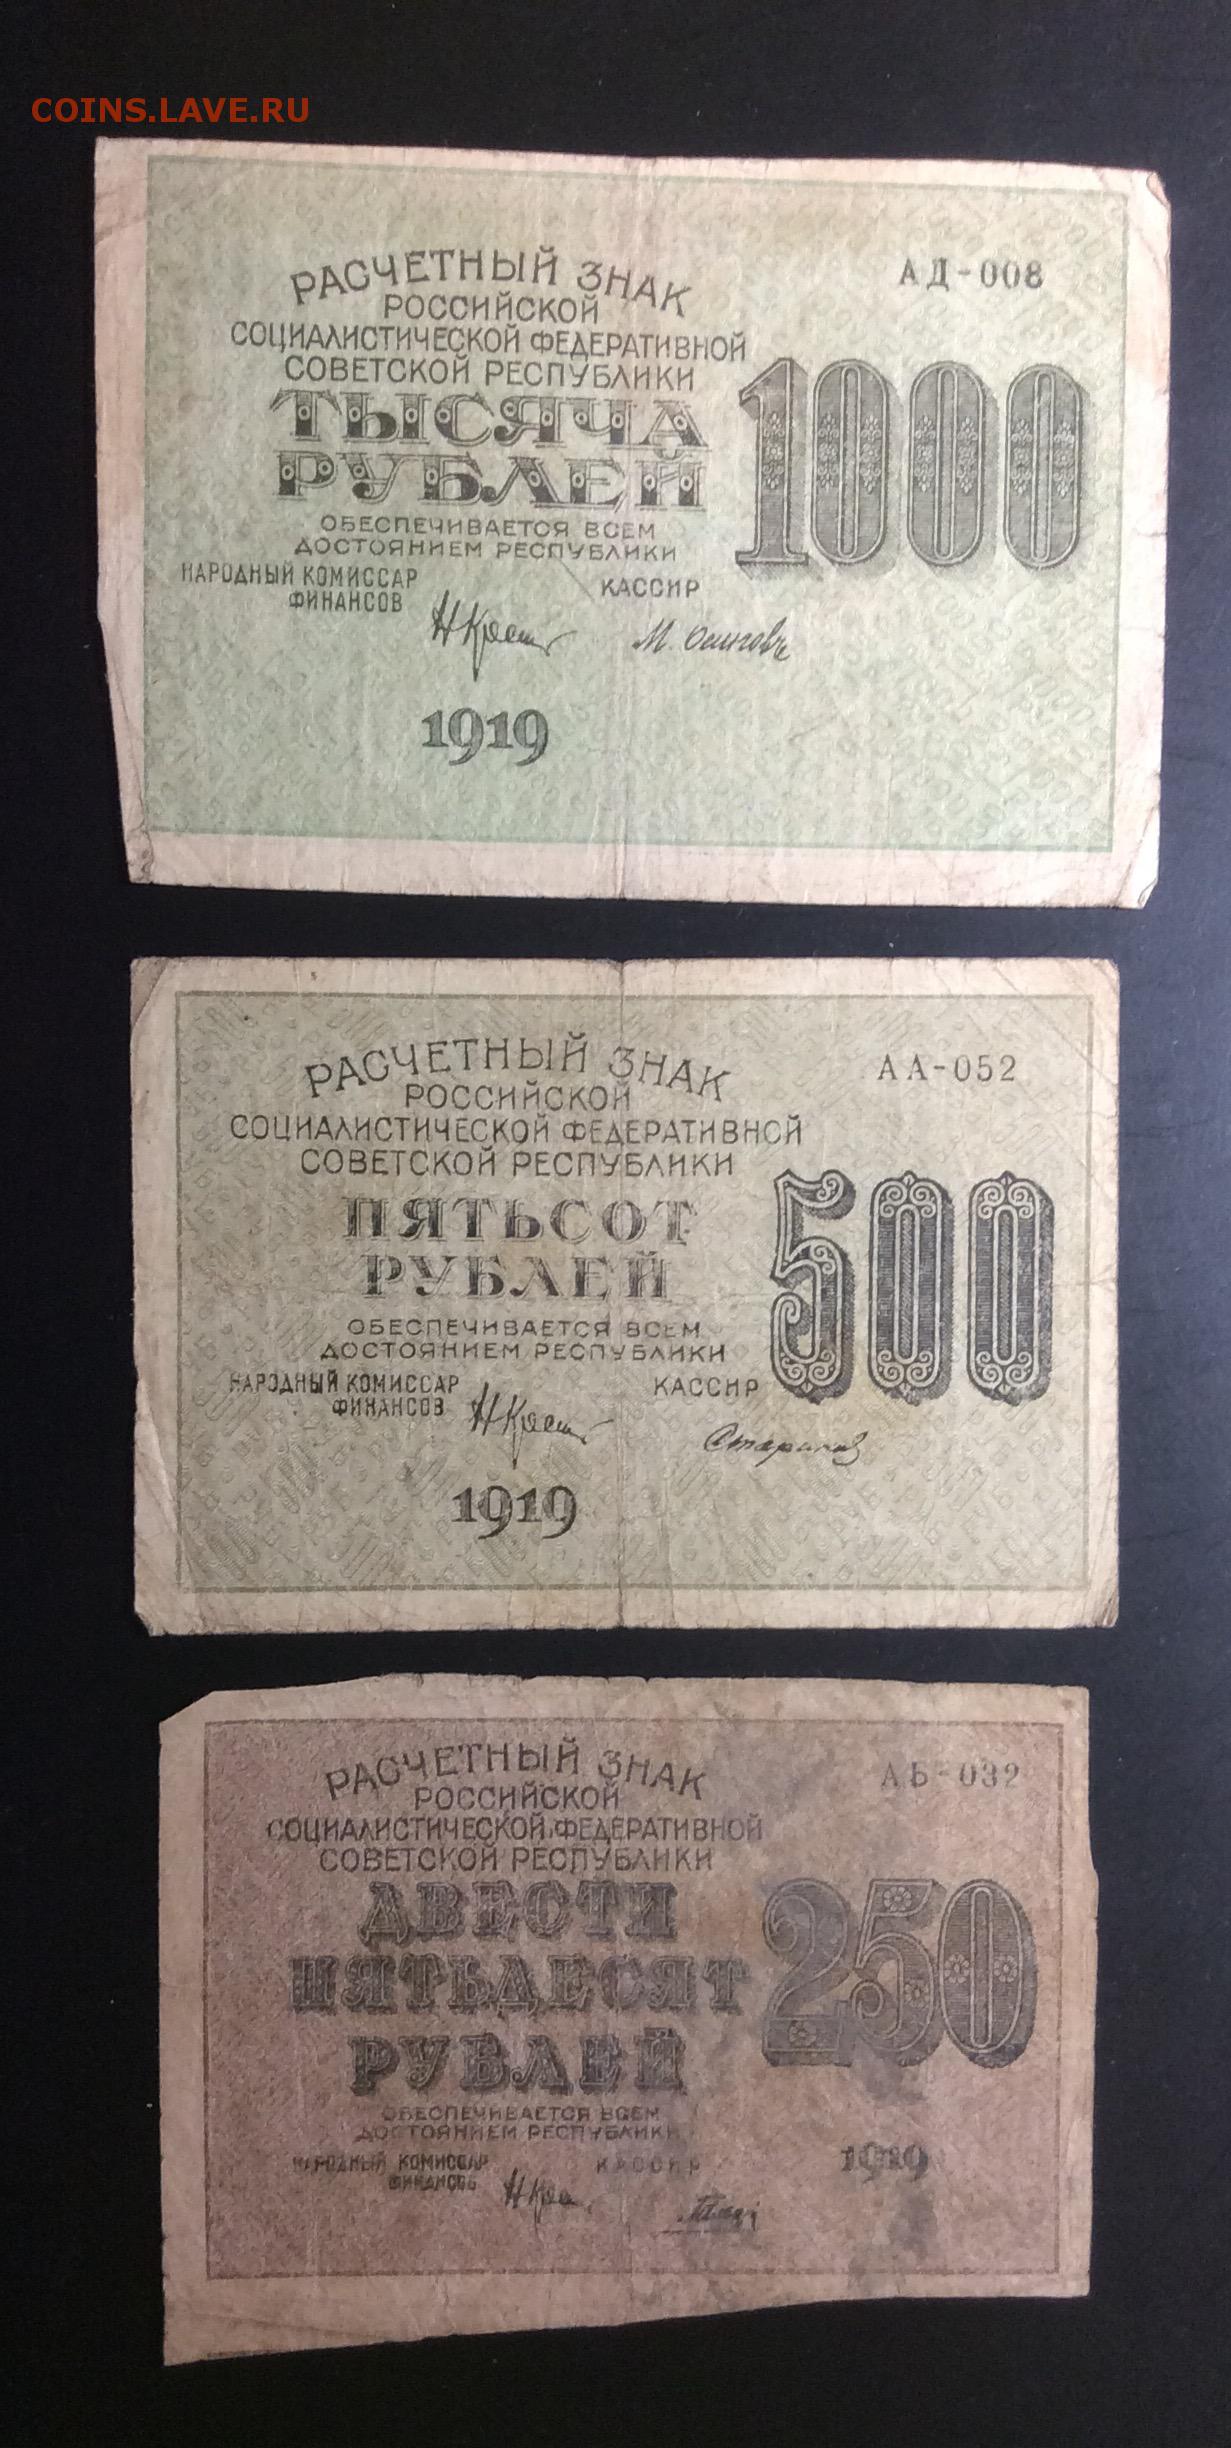 COINS.LAVE.RU
РАСЧЕТНЫЙ ЗНАК
АД-008
РОССИЙСКОЙ
СОЦИАЛИСТИЧЕСКОЙ ФЕДЕРАТИВНОЙ
СОВЕТСКОЙ РЕСПУБЛИКИ
ТЫСЯЧА
РУБЛЕЙ
1000
ОБЕСПЕЧИВАЕТСЯ ВСЕМ
ДОСТОЯНИЕМ РЕСПУБЛИКИ
НАРОДНЫЙ КОМИССАР
ФИНАНСОВ
КАССИР
1919
РАСЧЕТНЫЙ ЗНАК
АА-052
РОССИЙСКОЙ
СОЦИАЛИСТИЧЕСКОЙ ФЕДЕРАТИВНОЙ
СОВЕТСКОЙ РЕСПУБЛИКИ
ПЯТЬСОТ
РУБЛЕЙ
500
ОБЕСПЕЧИВАЕТСЯ ВСЕМ
ДОСТОЯНИЕМ РЕСПУБЛИКИ
НАРОДНЫЙ КОМИССАР
ФИНАНСОВ
КАССИР
1919
РАСЧЕТНЫЙ ЗНАК
АБ-032
РОССИЙСКОЙ
СОЦИАЛИСТИЧЕСКОЙ ФЕДЕРАТИВНОЙ
СОВЕТСКОЙ РЕСПУБЛИКИ
ДВЕСТИ
ПЯТЬДЕСЯТ
РУБЛЕЙ
250
ОБЕСПЕЧИВАЕТСЯ ВСЕМ
ДОСТОЯНИЕМ РЕСПУБЛИКИ
НАРОДНЫЙ КОМИССАР
ФИНАНСОВ
КАССИР
1919